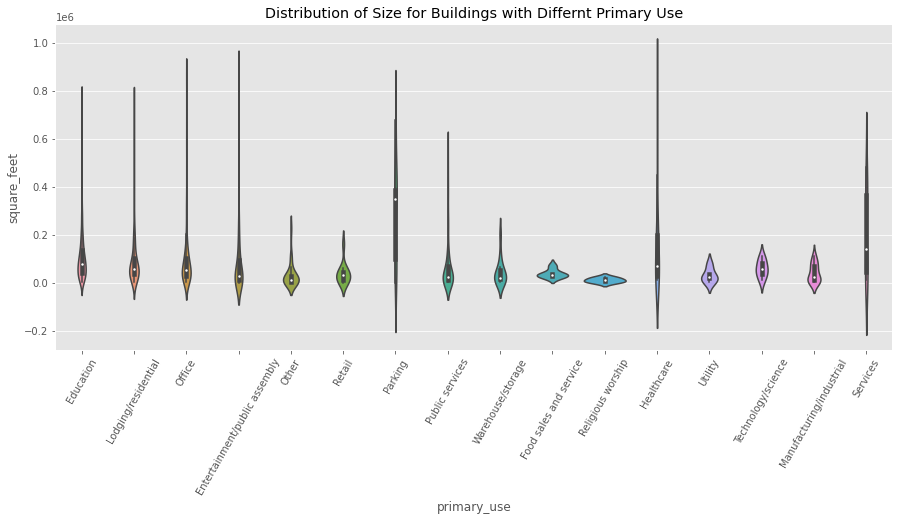 Distribution of Size for Buildings with Differnt Primary Use
1e6
1.0
0.8
0.6
0.4
0.2
0.0
−0.2
square_feet
Education
Lodging/residential
Office
Entertainment/public assembly
Other
Retail
Parking
Public services
Warehouse/storage
Food sales and service
Religious worship
Healthcare
Utility
Technology/science
Manufacturing/industrial
Services
primary_use